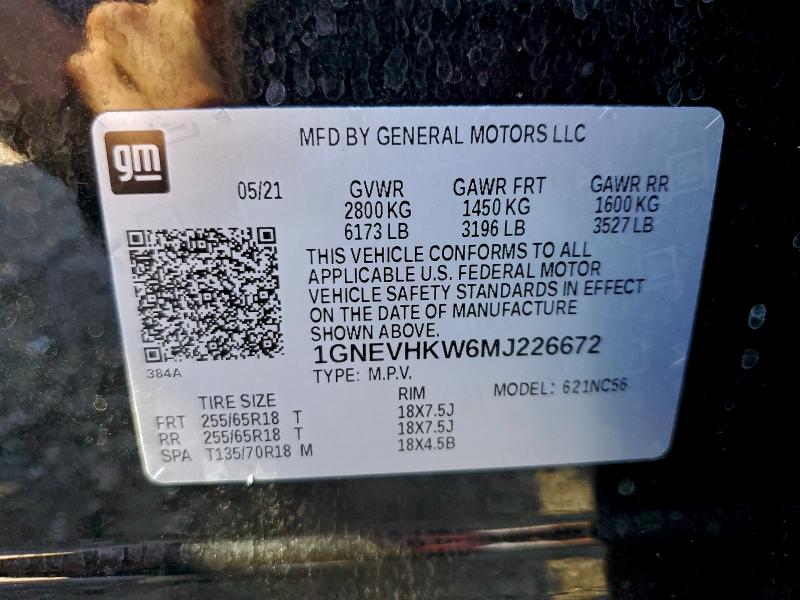 gm
MFD BY GENERAL MOTORS LLC
05/21 GVWR GAWR FRT GAWR RR
2800 KG 1450 KG 1600 KG
6173 LB 3196 LB 3527 LB
THIS VEHICLE CONFORMS TO ALL
APPLICABLE U.S. FEDERAL MOTOR
VEHICLE SAFETY STANDARDS IN EFFECT
ON THE DATE OF MANUFACTURE
SHOWN ABOVE.
384A
1GNEVHKW6MJ226672
TYPE: M.P.V. MODEL: 621NC56
TIRE SIZE RIM
FRT 255/65R18 T 18X7.5J
RR 255/65R18 T 18X7.5J
SPA T135/70R18 M 18X4.5B